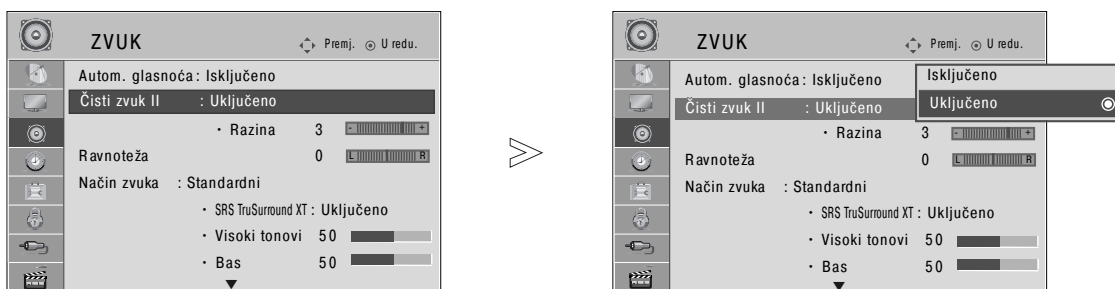 ZVUK Premj. U redu.
Autom. glasnoća : Isključeno
Čisti zvuk II : Uključeno
• Razina 3 - +
Ravnoteža 0 L R
Način zvuka : Standardni
• SRS TruSurround XT : Uključeno
• Visoki tonovi 50
• Bas 50
ZVUK Premj. U redu.
Autom. glasnoća : Isključeno
Čisti zvuk II : Uključeno
• Razina 3 - +
Ravnoteža 0 L R
Način zvuka : Standardni
• SRS TruSurround XT : Uključeno
• Visoki tonovi 50
• Bas 50
Isključeno
Uključeno